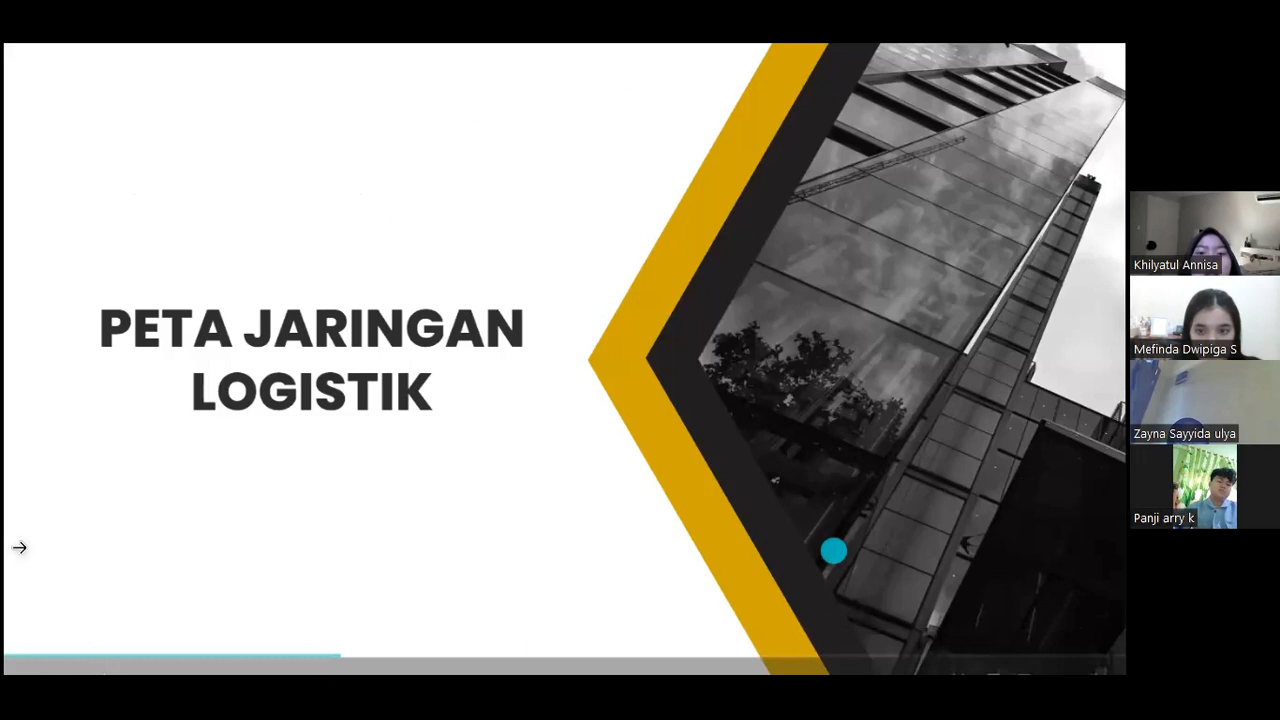 PETA JARINGAN
LOGISTIK
Khilyatul Annisa
Mefinda Dwipiga S
Zayna Sayyida ulya
Panji arry k